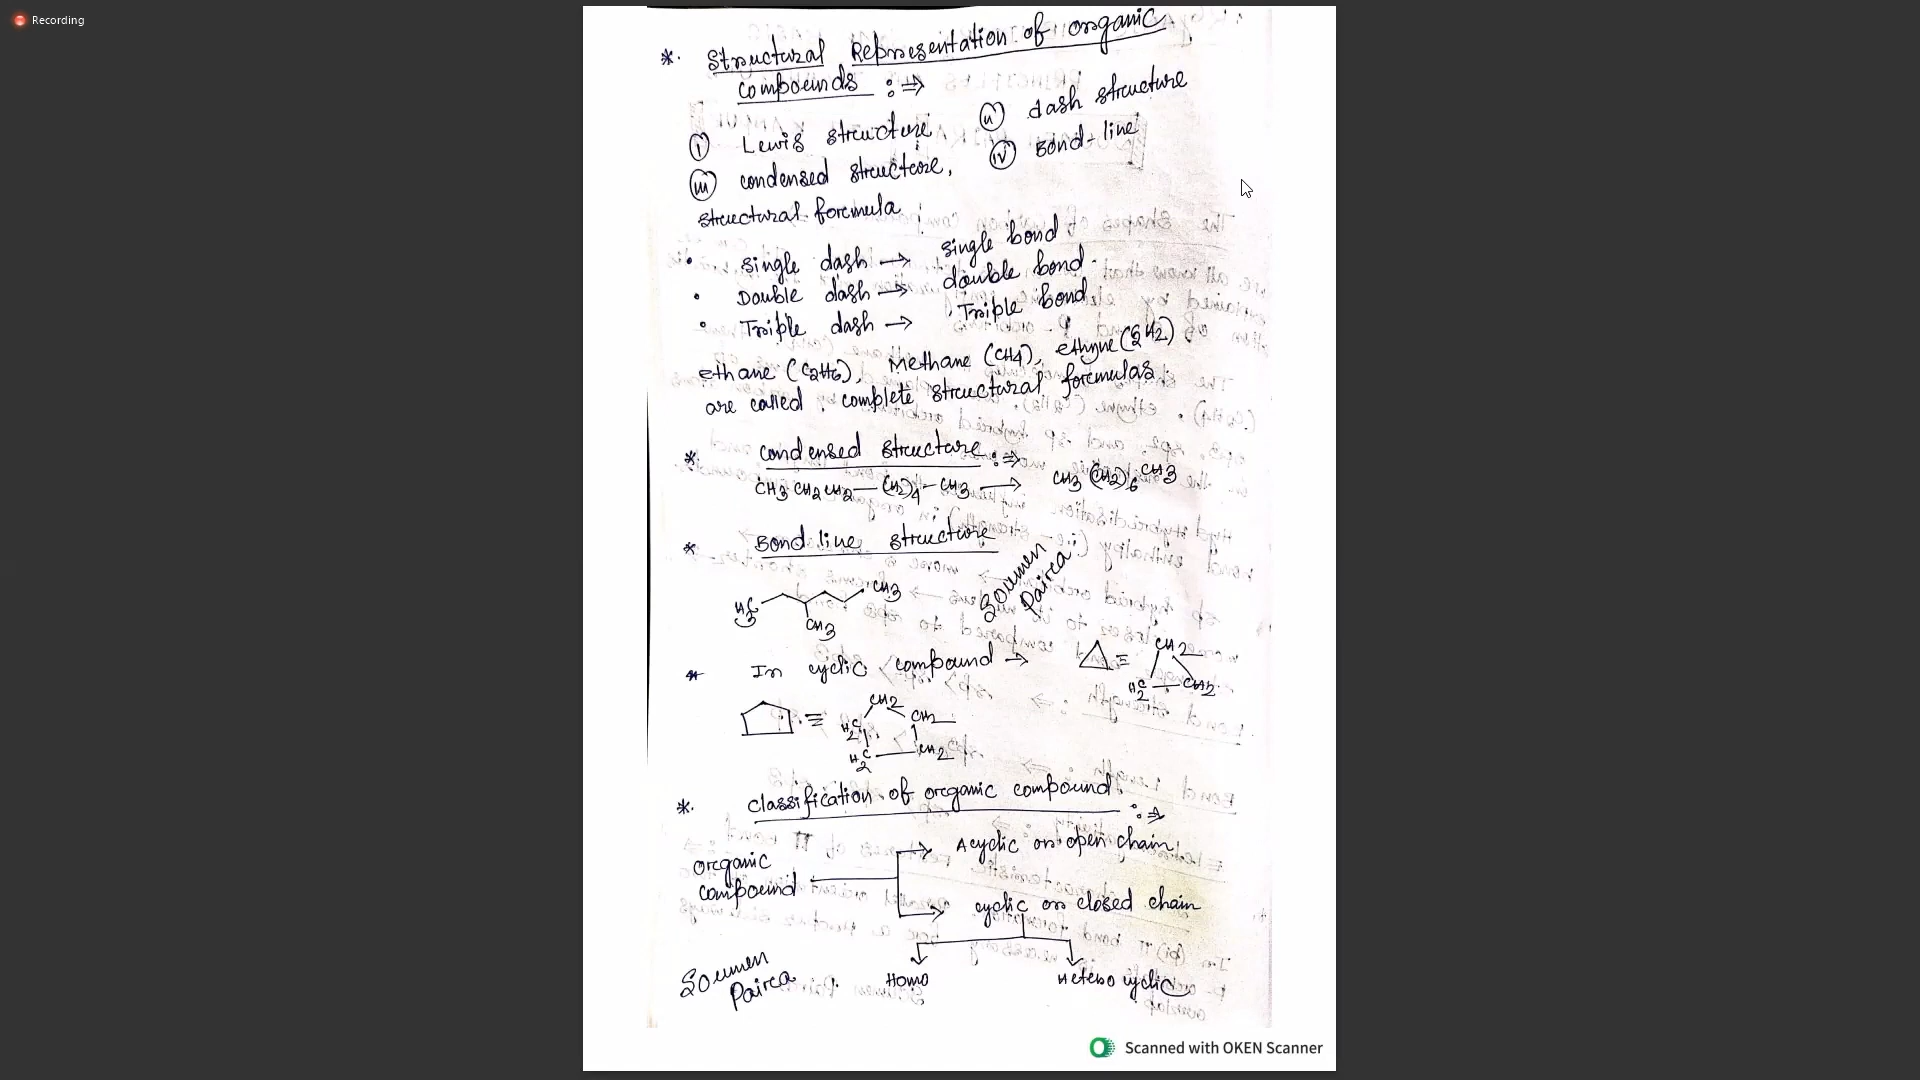 Recording
*. Structural Representation of organic
compounds :⇒
(i) Lewis structure (ii) dash structure
(iii) condensed structure, (iv) Bond-line
structural formula
• Single dash → single bond
• Double dash → double bond.
• Triple dash → Triple bond
ethane (C2H6), Methane (CH4), ethyne (C2H2)
are called complete structural formulas.
* condensed structure :⇒
CH3 CH2 CH2—(CH2)4—CH3 ⟶ CH3 (CH2)6 CH3
* Bond line structure
Soumen
Pairca
H3C CH3
CH3
* In cyclic compound → △ ≡ CH2
H2C — CH2
≡ CH2
H2C CH2
H2C — CH2
*. classification of organic compound. :⇒
organic
compound
Acyclic or open chain
cyclic or closed chain
Homo Hetero cyclic
Soumen
Pairca
Scanned with OKEN Scanner